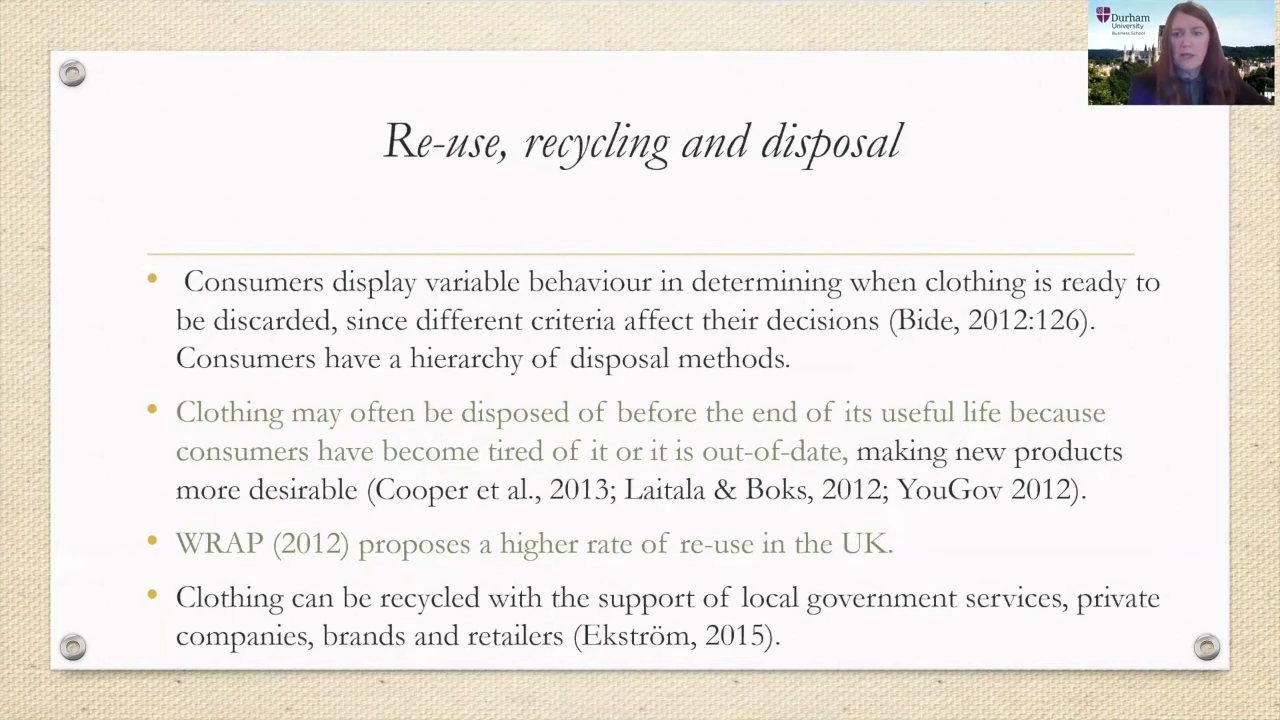 Durham
University
Business School
Re-use, recycling and disposal
Consumers display variable behaviour in determining when clothing is ready to
be discarded, since different criteria affect their decisions (Bide, 2012:126).
Consumers have a hierarchy of disposal methods.
Clothing may often be disposed of before the end of its useful life because
consumers have become tired of it or it is out-of-date, making new products
more desirable (Cooper et al., 2013; Laitala & Boks, 2012; YouGov 2012).
WRAP (2012) proposes a higher rate of re-use in the UK.
Clothing can be recycled with the support of local government services, private
companies, brands and retailers (Ekström, 2015).